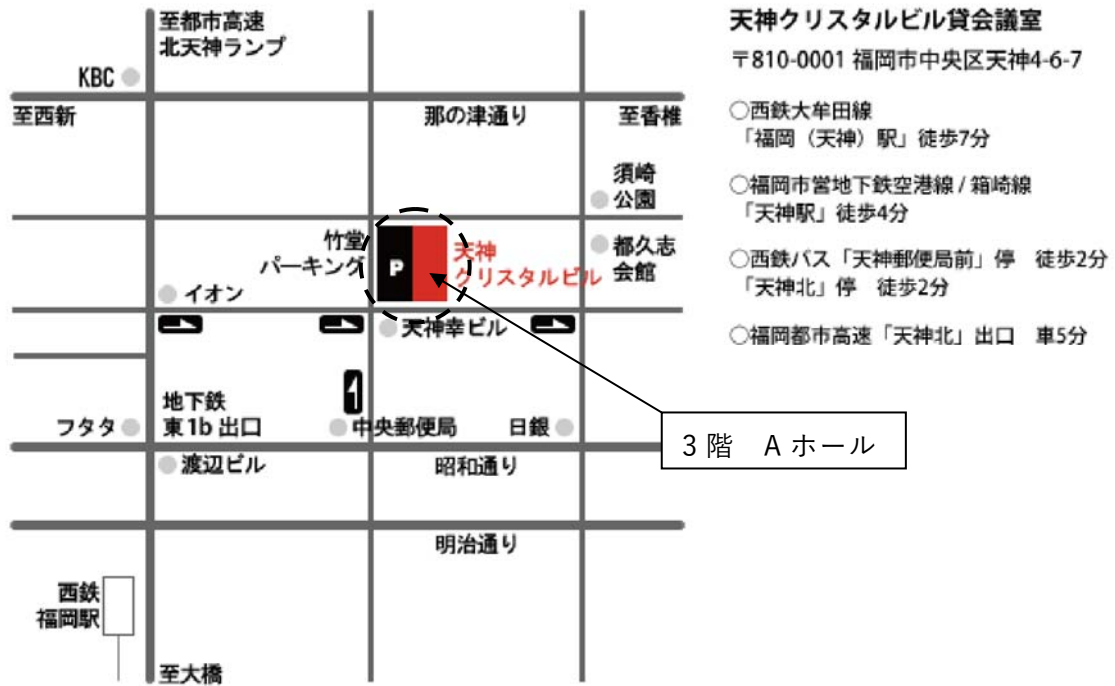 至都市高速
北天神ランプ
KBC
至西新
那の津通り
至香椎
須崎
公園
竹堂
パーキング
P
天神
クリスタルビル
都久志
会館
イオン
天神幸ビル
地下鉄
東1b 出口
フタタ
中央郵便局
日銀
渡辺ビル
昭和通り
明治通り
西鉄
福岡駅
至大橋
3階 Aホール
天神クリスタルビル貸会議室
〒810-0001 福岡市中央区天神4-6-7
○西鉄大牟田線
「福岡（天神）駅」徒歩7分
○福岡市営地下鉄空港線 / 箱崎線
「天神駅」徒歩4分
○西鉄バス「天神郵便局前」停 徒歩2分
「天神北」停 徒歩2分
○福岡都市高速「天神北」出口 車5分